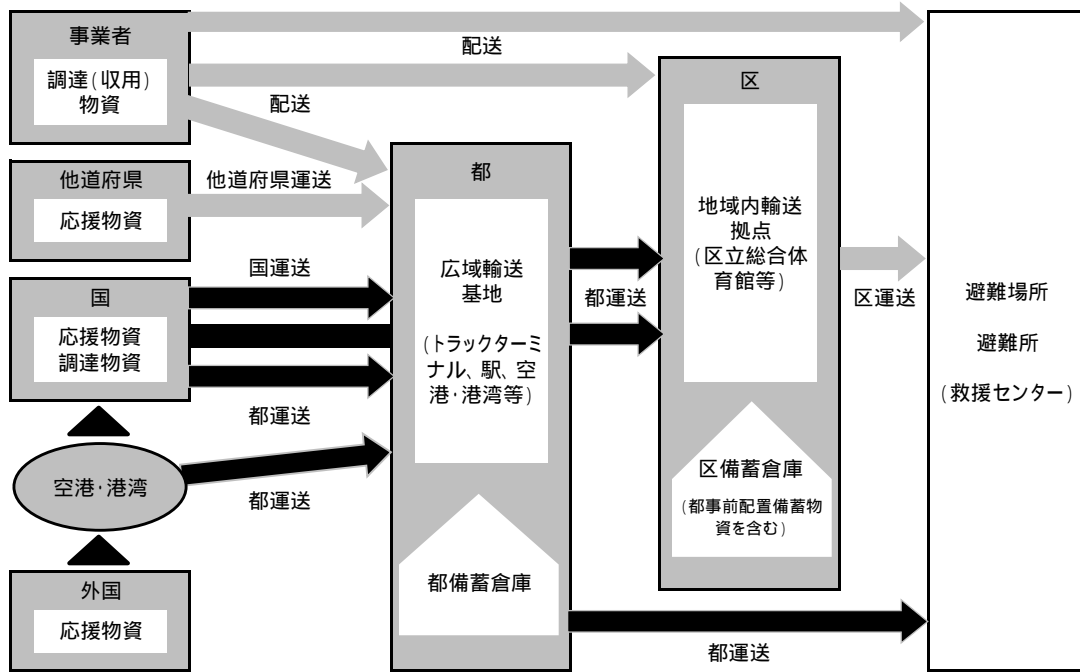 事業者
調達(収用)
物資
配送
配送
他道府県
応援物資
他道府県運送
国
応援物資
調達物資
国運送
都運送
空港・港湾
都運送
外国
応援物資
都
広域輸送
基地
(トラックターミ
ナル、駅、空
港・港湾等)
都備蓄倉庫
都運送
都運送
区
地域内輸送
拠点
(区立総合体
育館等)
区備蓄倉庫
(都事前配置備蓄物
資を含む)
区運送
避難場所
避難所
(救援センター)